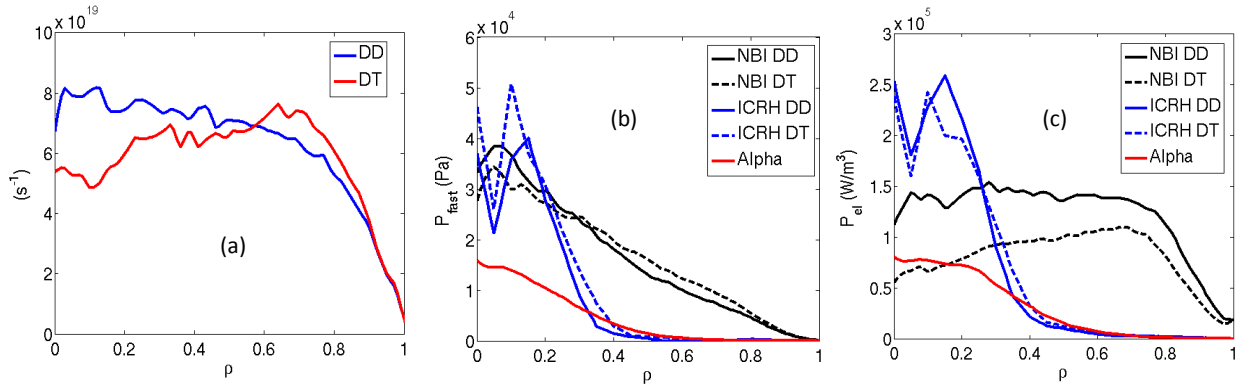 x 10^19
10
8
6
4
2
0
0 0.2 0.4 0.6 0.8 1
(s^-1)
ρ
DD
DT
(a)
x 10^4
6
5
4
3
2
1
0
0 0.2 0.4 0.6 0.8 1
P_fast (Pa)
ρ
NBI DD
NBI DT
ICRH DD
ICRH DT
Alpha
(b)
x 10^5
3
2.5
2
1.5
1
0.5
0
0 0.2 0.4 0.6 0.8 1
P_el (W/m^3)
ρ
NBI DD
NBI DT
ICRH DD
ICRH DT
Alpha
(c)